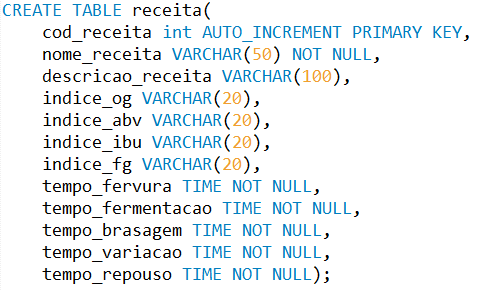 CREATE TABLE receita(
    cod_receita int AUTO_INCREMENT PRIMARY KEY,
    nome_receita VARCHAR(50) NOT NULL,
    descricao_receita VARCHAR(100),
    indice_og VARCHAR(20),
    indice_abv VARCHAR(20),
    indice_ibu VARCHAR(20),
    indice_fg VARCHAR(20),
    tempo_fervura TIME NOT NULL,
    tempo_fermentacao TIME NOT NULL,
    tempo_brasagem TIME NOT NULL,
    tempo_variacao TIME NOT NULL,
    tempo_repouso TIME NOT NULL);